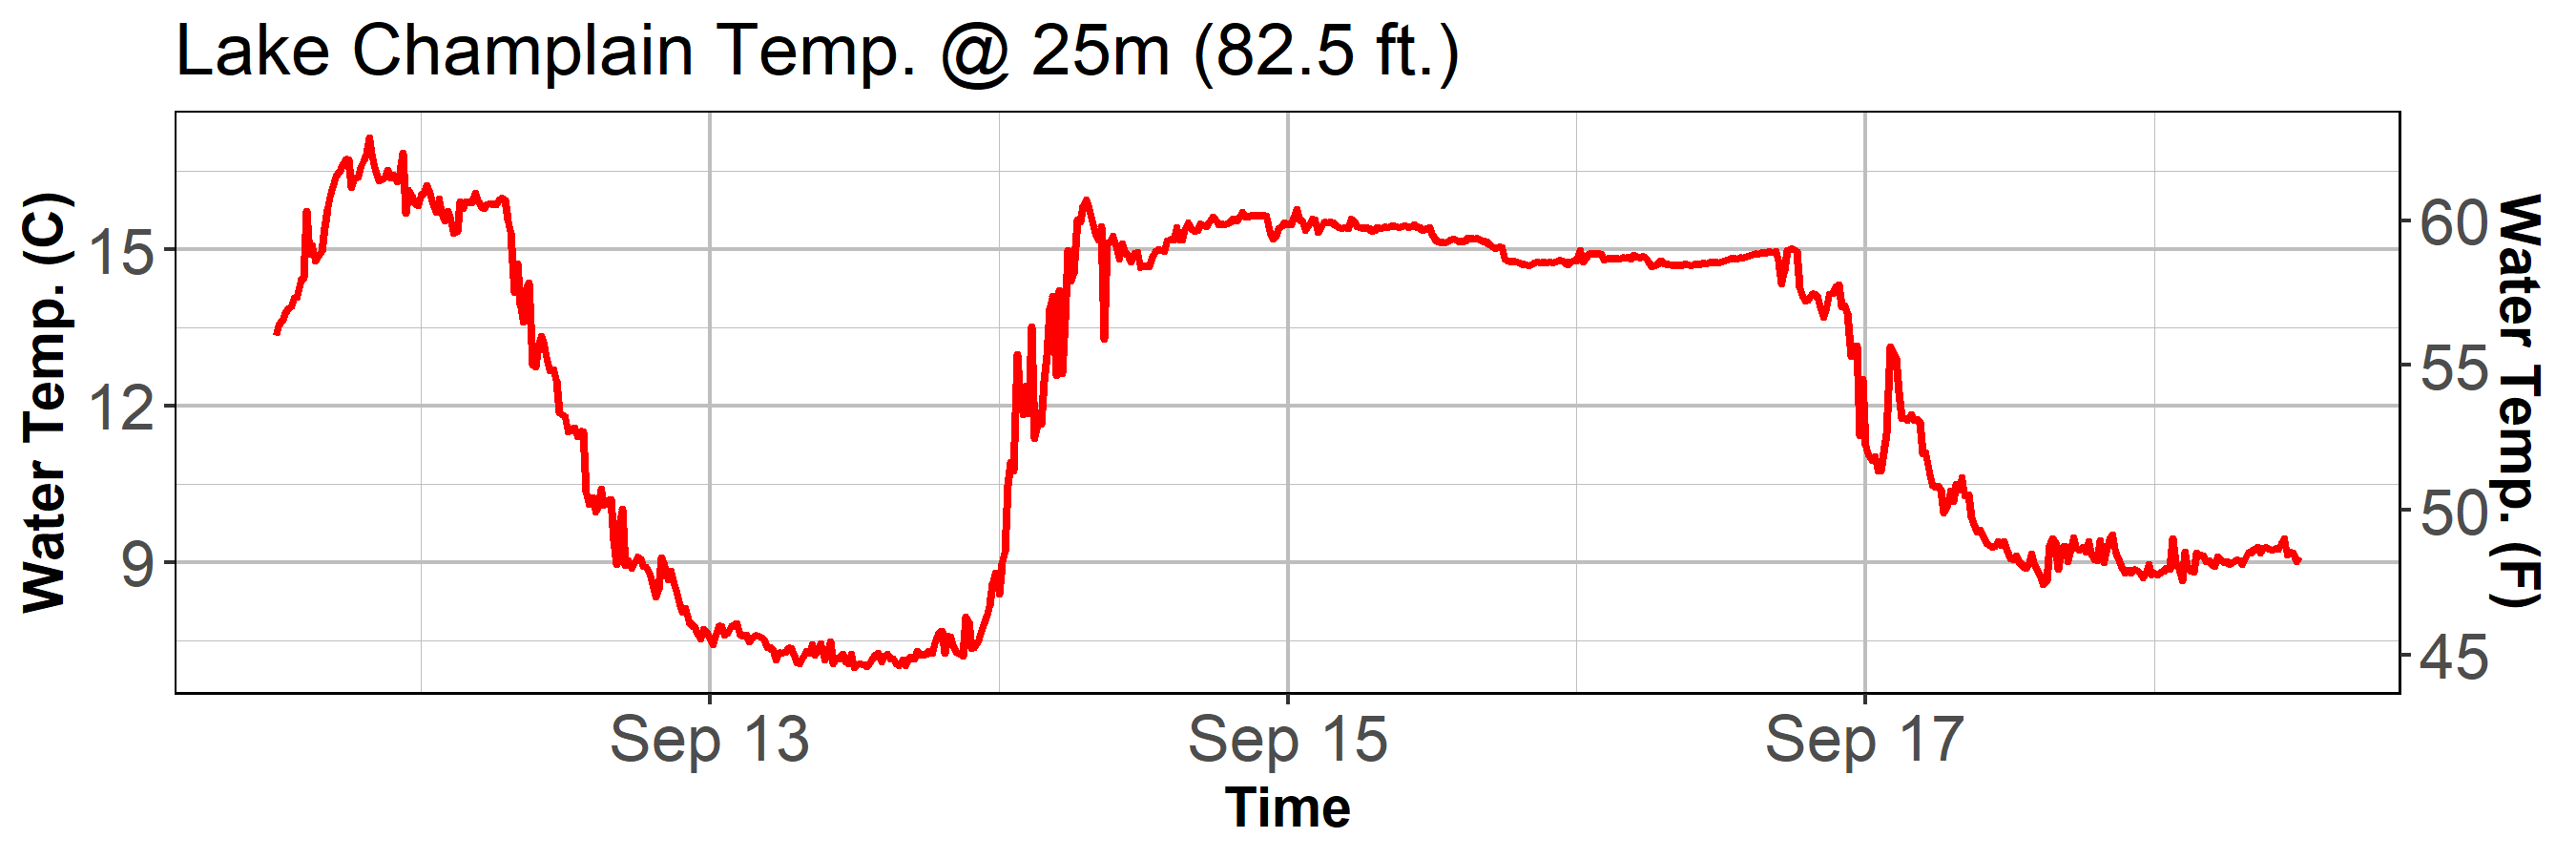 Lake Champlain Temp. @ 25m (82.5 ft.)
Water Temp. (C)
15
12
9
60
55
50
45
Water Temp. (F)
Sep 13
Sep 15
Sep 17
Time